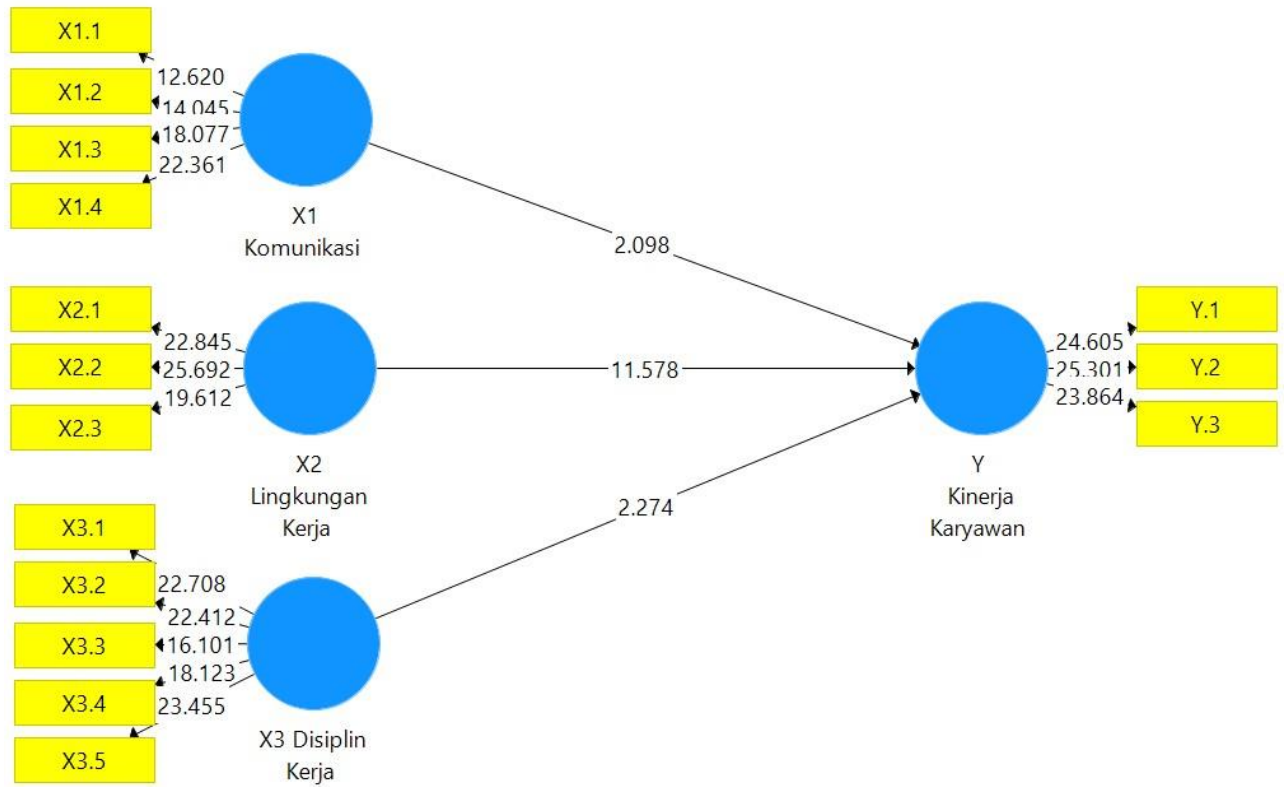 X1.1
X1.2
X1.3
X1.4
12.620
14.045
18.077
22.361
X1
Komunikasi
2.098
X2.1
X2.2
X2.3
22.845
25.692
19.612
X2
Lingkungan
Kerja
11.578
X3.1
X3.2
X3.3
X3.4
X3.5
22.708
22.412
16.101
18.123
23.455
X3 Disiplin
Kerja
2.274
Y
Kinerja
Karyawan
24.605
25.301
23.864
Y.1
Y.2
Y.3